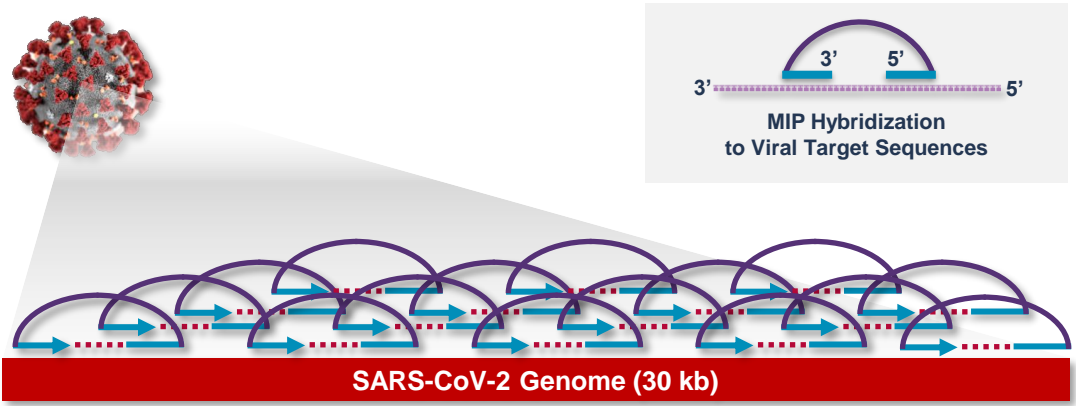 3’ 5’
3’ 5’
MIP Hybridization
to Viral Target Sequences
SARS-CoV-2 Genome (30 kb)